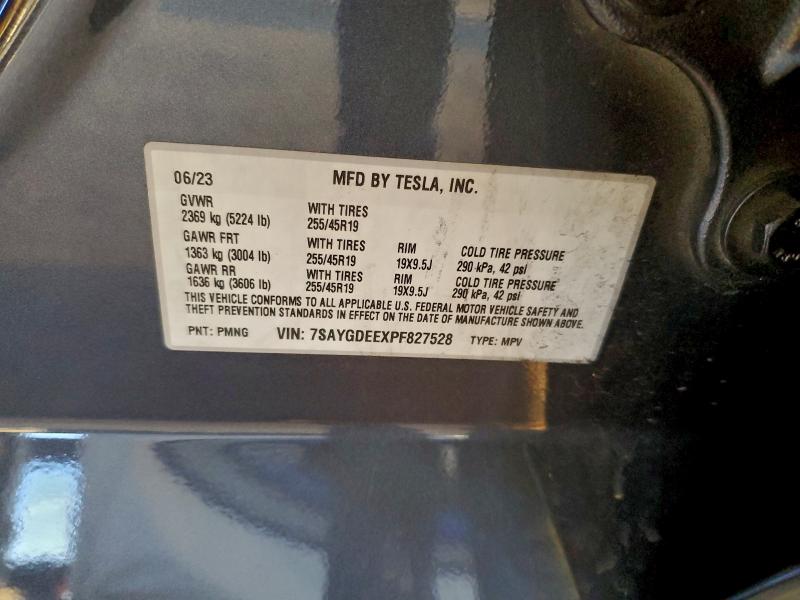 06/23 MFD BY TESLA, INC.
GVWR
2369 kg (5224 lb) WITH TIRES 255/45R19
GAWR FRT
1363 kg (3004 lb) WITH TIRES 255/45R19 RIM 19X9.5J COLD TIRE PRESSURE 290 kPa, 42 psi
GAWR RR
1636 kg (3606 lb) WITH TIRES 255/45R19 RIM 19X9.5J COLD TIRE PRESSURE 290 kPa, 42 psi
THIS VEHICLE CONFORMS TO ALL APPLICABLE U.S. FEDERAL MOTOR VEHICLE SAFETY AND
THEFT PREVENTION STANDARDS IN EFFECT ON THE DATE OF MANUFACTURE SHOWN ABOVE.
PNT: PMNG VIN: 7SAYGDEEXPF827528 TYPE: MPV